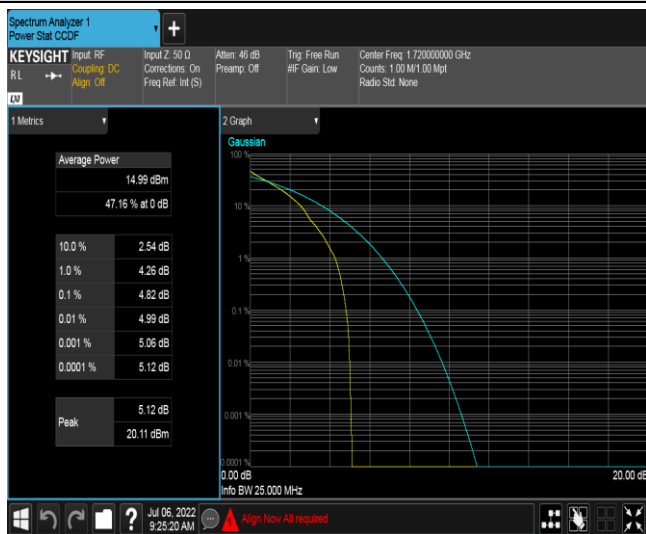 Spectrum Analyzer 1
Power Stat CCDF
+
KEYSIGHT
RL
LXI
Input: RF
Coupling: DC
Align: Off
Input Z: 50 Ω
Corrections: On
Freq Ref: Int (S)
Atten: 46 dB
Preamp: Off
Trig: Free Run
#IF Gain: Low
Center Freq: 1.720000000 GHz
Counts: 1.00 M/1.00 Mpt
Radio Std: None
1 Metrics
Average Power
14.99 dBm
47.16 % at 0 dB
10.0 % 2.54 dB
1.0 % 4.26 dB
0.1 % 4.82 dB
0.01 % 4.99 dB
0.001 % 5.06 dB
0.0001 % 5.12 dB
Peak 5.12 dB
20.11 dBm
2 Graph
Gaussian
100 %
10 %
1 %
0.1 %
0.01 %
0.001 %
0.0001 %
0.00 dB 20.00 dB
Info BW 25.000 MHz
?
Jul 06, 2022
9:25:20 AM
Align Now All required